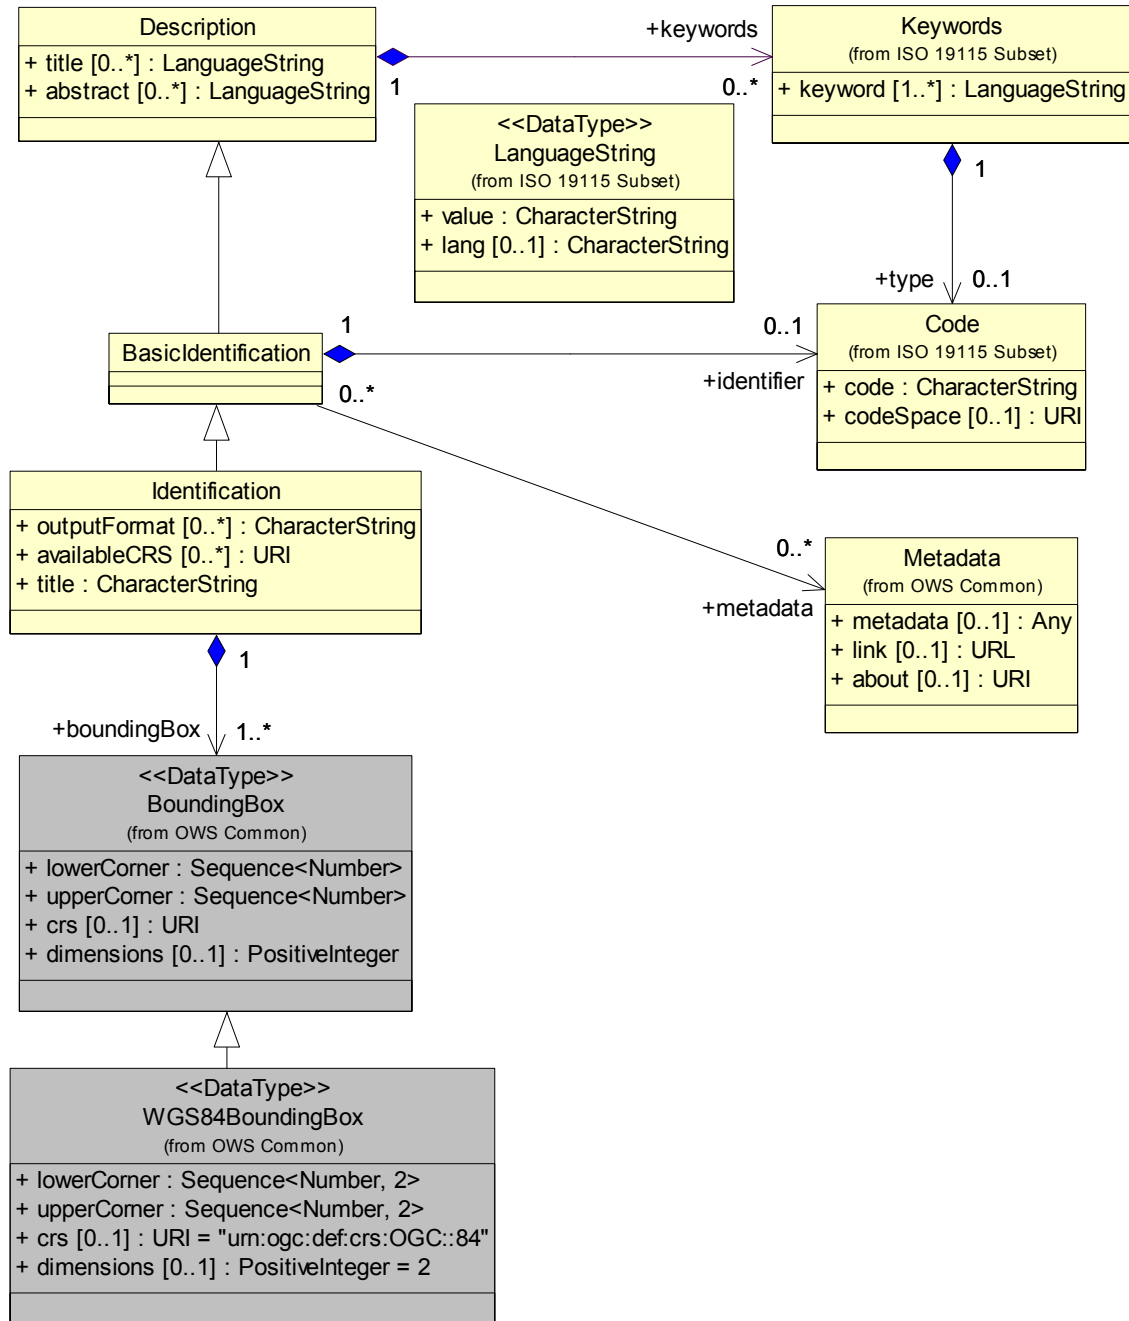 Description
+ title [0..*] : LanguageString
+ abstract [0..*] : LanguageString
+keywords
1
0..*
Keywords
(from ISO 19115 Subset)
+ keyword [1..*] : LanguageString
<<DataType>>
LanguageString
(from ISO 19115 Subset)
+ value : CharacterString
+ lang [0..1] : CharacterString
1
+type
0..1
BasicIdentification
1
0..1
+identifier
0..*
Code
(from ISO 19115 Subset)
+ code : CharacterString
+ codeSpace [0..1] : URI
Identification
+ outputFormat [0..*] : CharacterString
+ availableCRS [0..*] : URI
+ title : CharacterString
0..*
+metadata
Metadata
(from OWS Common)
+ metadata [0..1] : Any
+ link [0..1] : URL
+ about [0..1] : URI
1
+boundingBox
1..*
<<DataType>>
BoundingBox
(from OWS Common)
+ lowerCorner : Sequence<Number>
+ upperCorner : Sequence<Number>
+ crs [0..1] : URI
+ dimensions [0..1] : PositiveInteger
<<DataType>>
WGS84BoundingBox
(from OWS Common)
+ lowerCorner : Sequence<Number, 2>
+ upperCorner : Sequence<Number, 2>
+ crs [0..1] : URI = "urn:ogc:def:crs:OGC::84"
+ dimensions [0..1] : PositiveInteger = 2